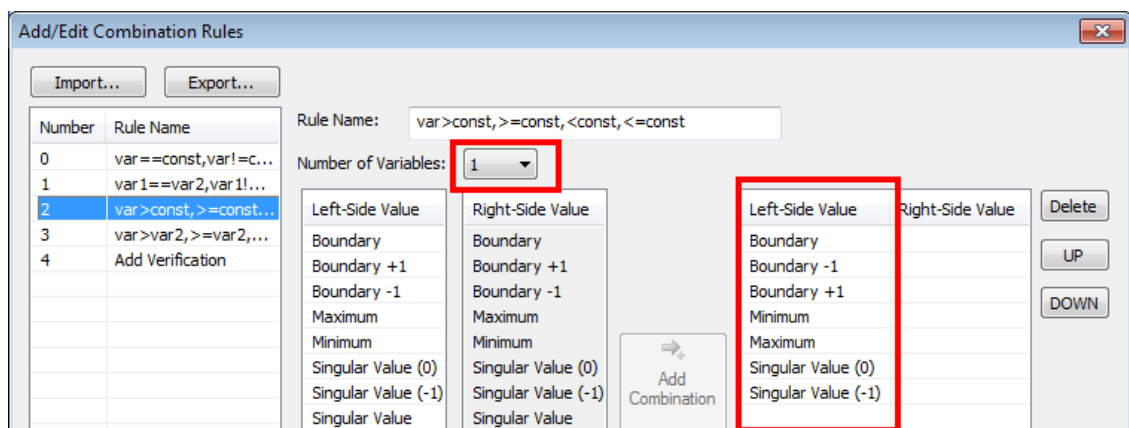 Add/Edit Combination Rules
Import...
Export...
Number Rule Name
0 var==const,var!=c...
1 var1==var2,var1!...
2 var>const,>=const...
3 var>var2,>=var2,...
4 Add Verification
Rule Name: var>const,>=const,<const,<=const
Number of Variables: 1
Left-Side Value
Boundary
Boundary +1
Boundary -1
Maximum
Minimum
Singular Value (0)
Singular Value (-1)
Singular Value
Right-Side Value
Boundary
Boundary +1
Boundary -1
Maximum
Minimum
Singular Value (0)
Singular Value (-1)
Singular Value
Add
Combination
Left-Side Value Right-Side Value
Boundary
Boundary -1
Boundary +1
Minimum
Maximum
Singular Value (0)
Singular Value (-1)
Delete
UP
DOWN